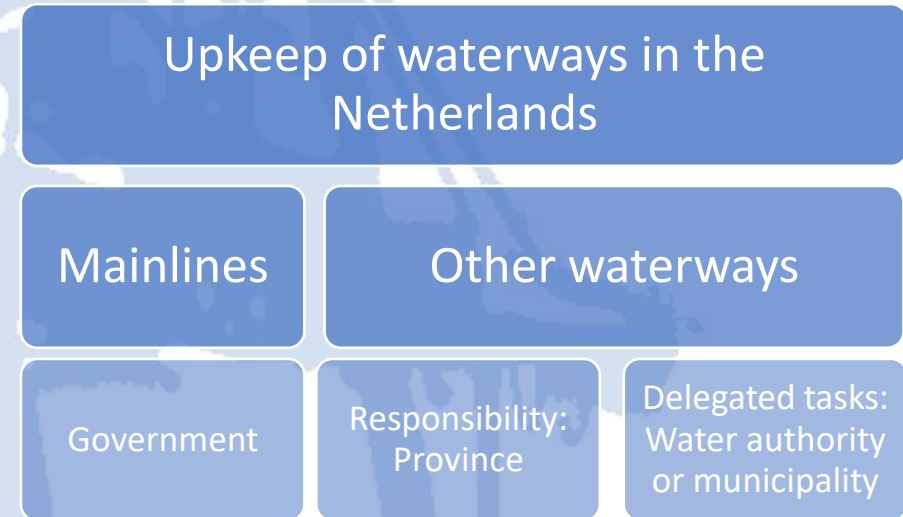 Upkeep of waterways in the
Netherlands
Mainlines
Other waterways
Government
Responsibility:
Province
Delegated tasks:
Water authority
or municipality